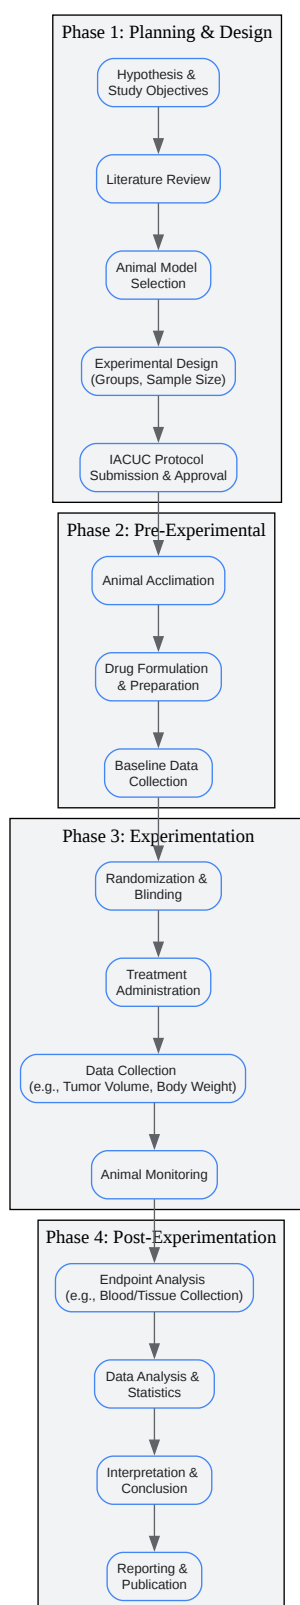 Phase 1: Planning & Design
Hypothesis &
Study Objectives
Literature Review
Animal Model
Selection
Experimental Design
(Groups, Sample Size)
IACUC Protocol
Submission & Approval
Phase 2: Pre-Experimental
Animal Acclimation
Drug Formulation
& Preparation
Baseline Data
Collection
Phase 3: Experimentation
Randomization &
Blinding
Treatment
Administration
Data Collection
(e.g., Tumor Volume, Body Weight)
Animal Monitoring
Phase 4: Post-Experimentation
Endpoint Analysis
(e.g., Blood/Tissue Collection)
Data Analysis &
Statistics
Interpretation &
Conclusion
Reporting &
Publication